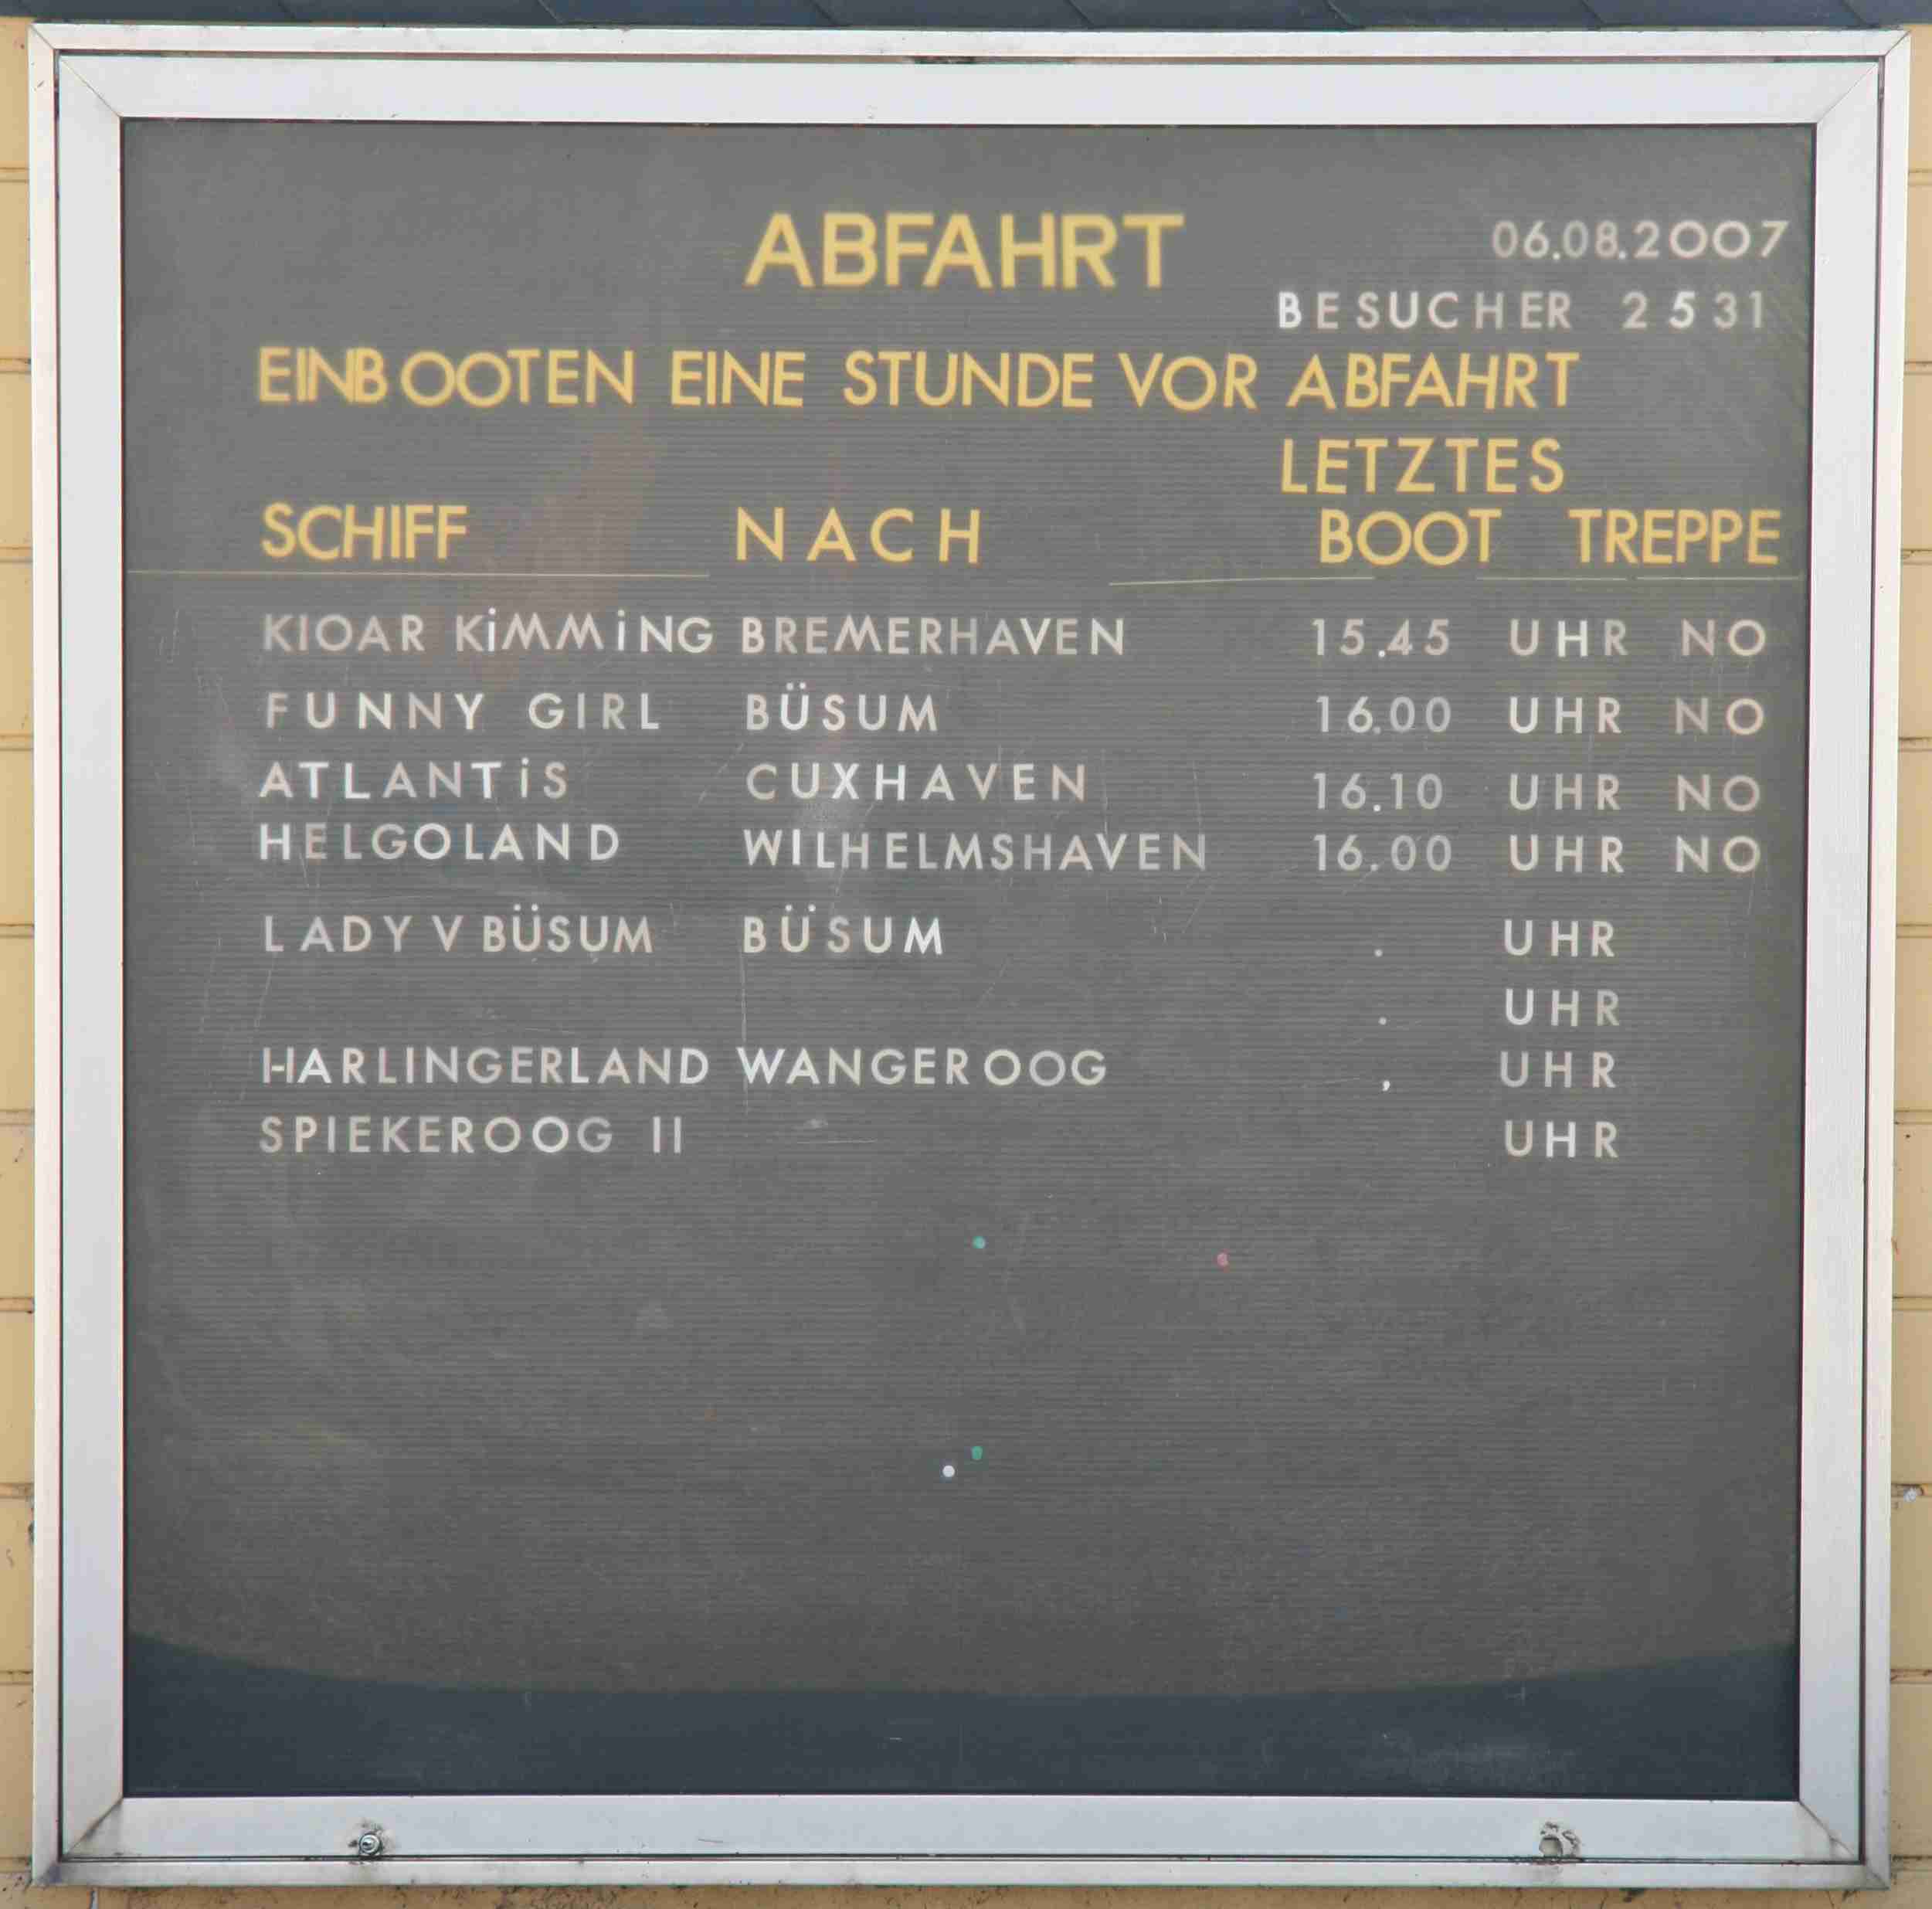 ABFAHRT 06.08.2007
BESUCHER 2531
EINBOOTEN EINE STUNDE VOR ABFAHRT
LETZTES
SCHIFF NACH BOOT TREPPE
KIOAR KiMMiNG BREMERHAVEN 15.45 UHR NO
FUNNY GIRL BÜSUM 16.00 UHR NO
ATLANTiS CUXHAVEN 16.10 UHR NO
HELGOLAND WILHELMSHAVEN 16.00 UHR NO
LADY V BÜSUM BÜSUM . UHR
. UHR
HARLINGERLAND WANGEROOG , UHR
SPIEKEROOG II UHR